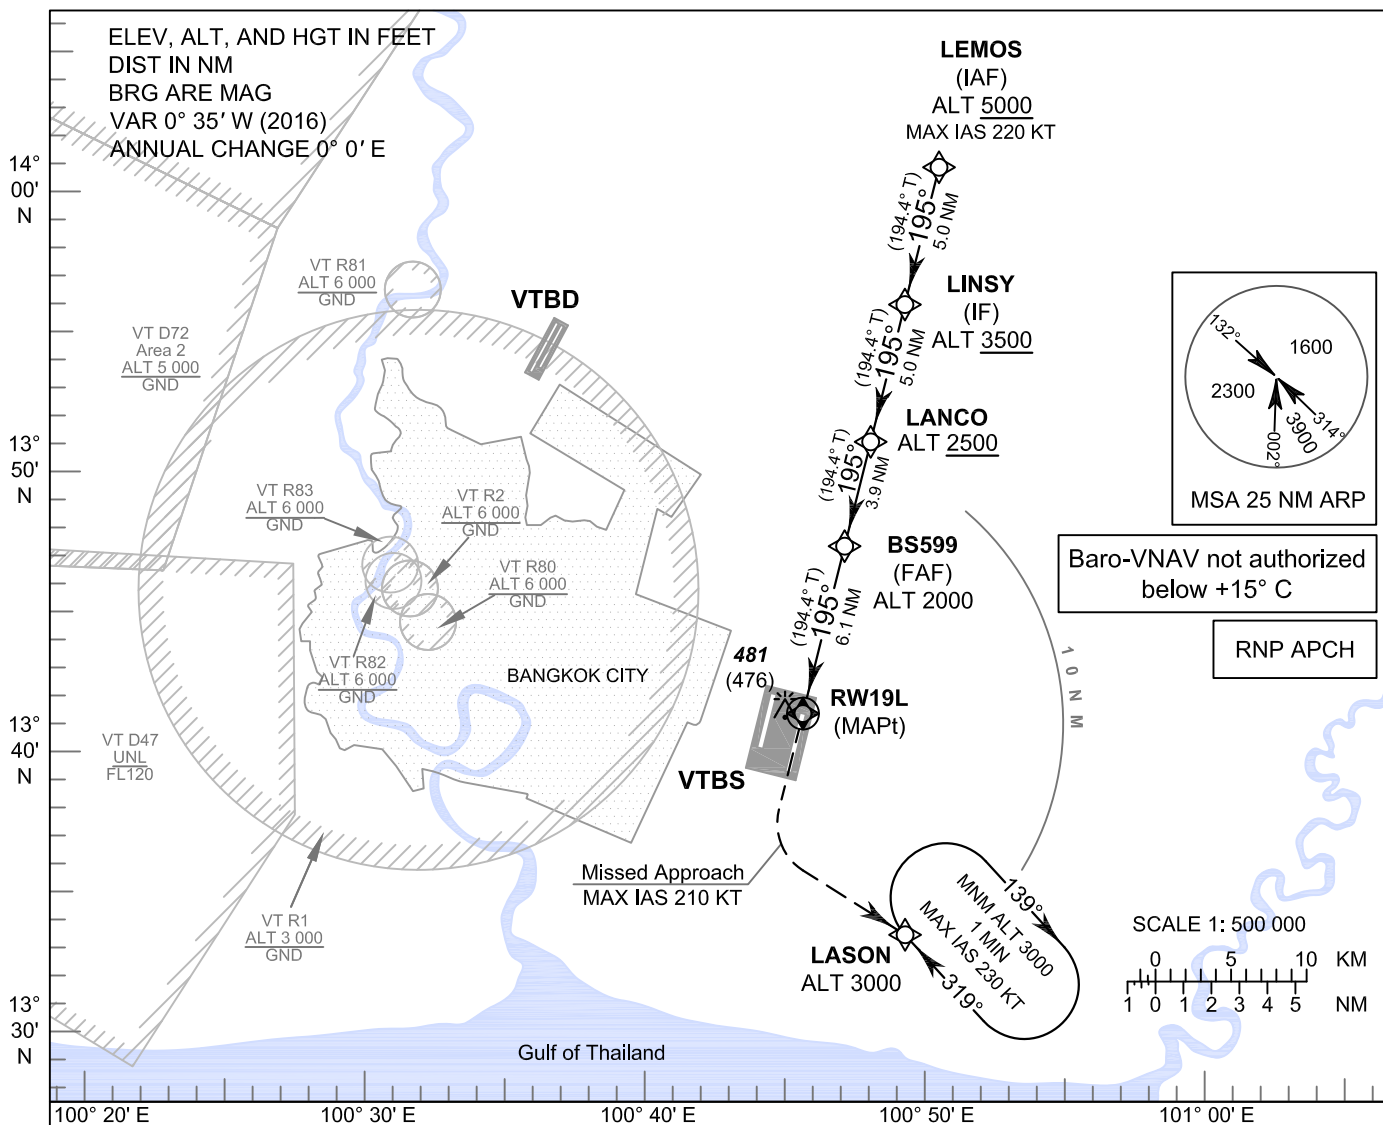 ELEV, ALT, AND HGT IN FEET
DIST IN NM
BRG ARE MAG
VAR 0° 35' W (2016)
ANNUAL CHANGE 0° 0' E
LEMOS
(IAF)
ALT 5000
MAX IAS 220 KT
(194.4° T)
195°
5.0 NM
LINSY
(IF)
ALT 3500
(194.4° T)
195°
5.0 NM
LANCO
ALT 2500
(194.4° T)
195°
3.9 NM
BS599
(FAF)
ALT 2000
(194.4° T)
195°
6.1 NM
481
(476)
RW19L
(MAPt)
VTBS
VTBD
VT R81
ALT 6 000
GND
VT D72
Area 2
ALT 5 000
GND
VT R83
ALT 6 000
GND
VT R2
ALT 6 000
GND
VT R80
ALT 6 000
GND
VT R82
ALT 6 000
GND
BANGKOK CITY
VT D47
UNL
FL120
VT R1
ALT 3 000
GND
Missed Approach
MAX IAS 210 KT
LASON
ALT 3000
139°
MNM ALT 3000
1 MIN
MAX IAS 230 KT
319°
10NM
132°
1600
2300
3900
314°
002°
MSA 25 NM ARP
Baro-VNAV not authorized
below +15° C
RNP APCH
SCALE 1: 500 000
0 5 10 KM
1 0 1 2 3 4 5 NM
Gulf of Thailand
14°
00'
N
13°
50'
N
13°
40'
N
13°
30'
N
100° 20' E 100° 30' E 100° 40' E 100° 50' E 101° 00' E